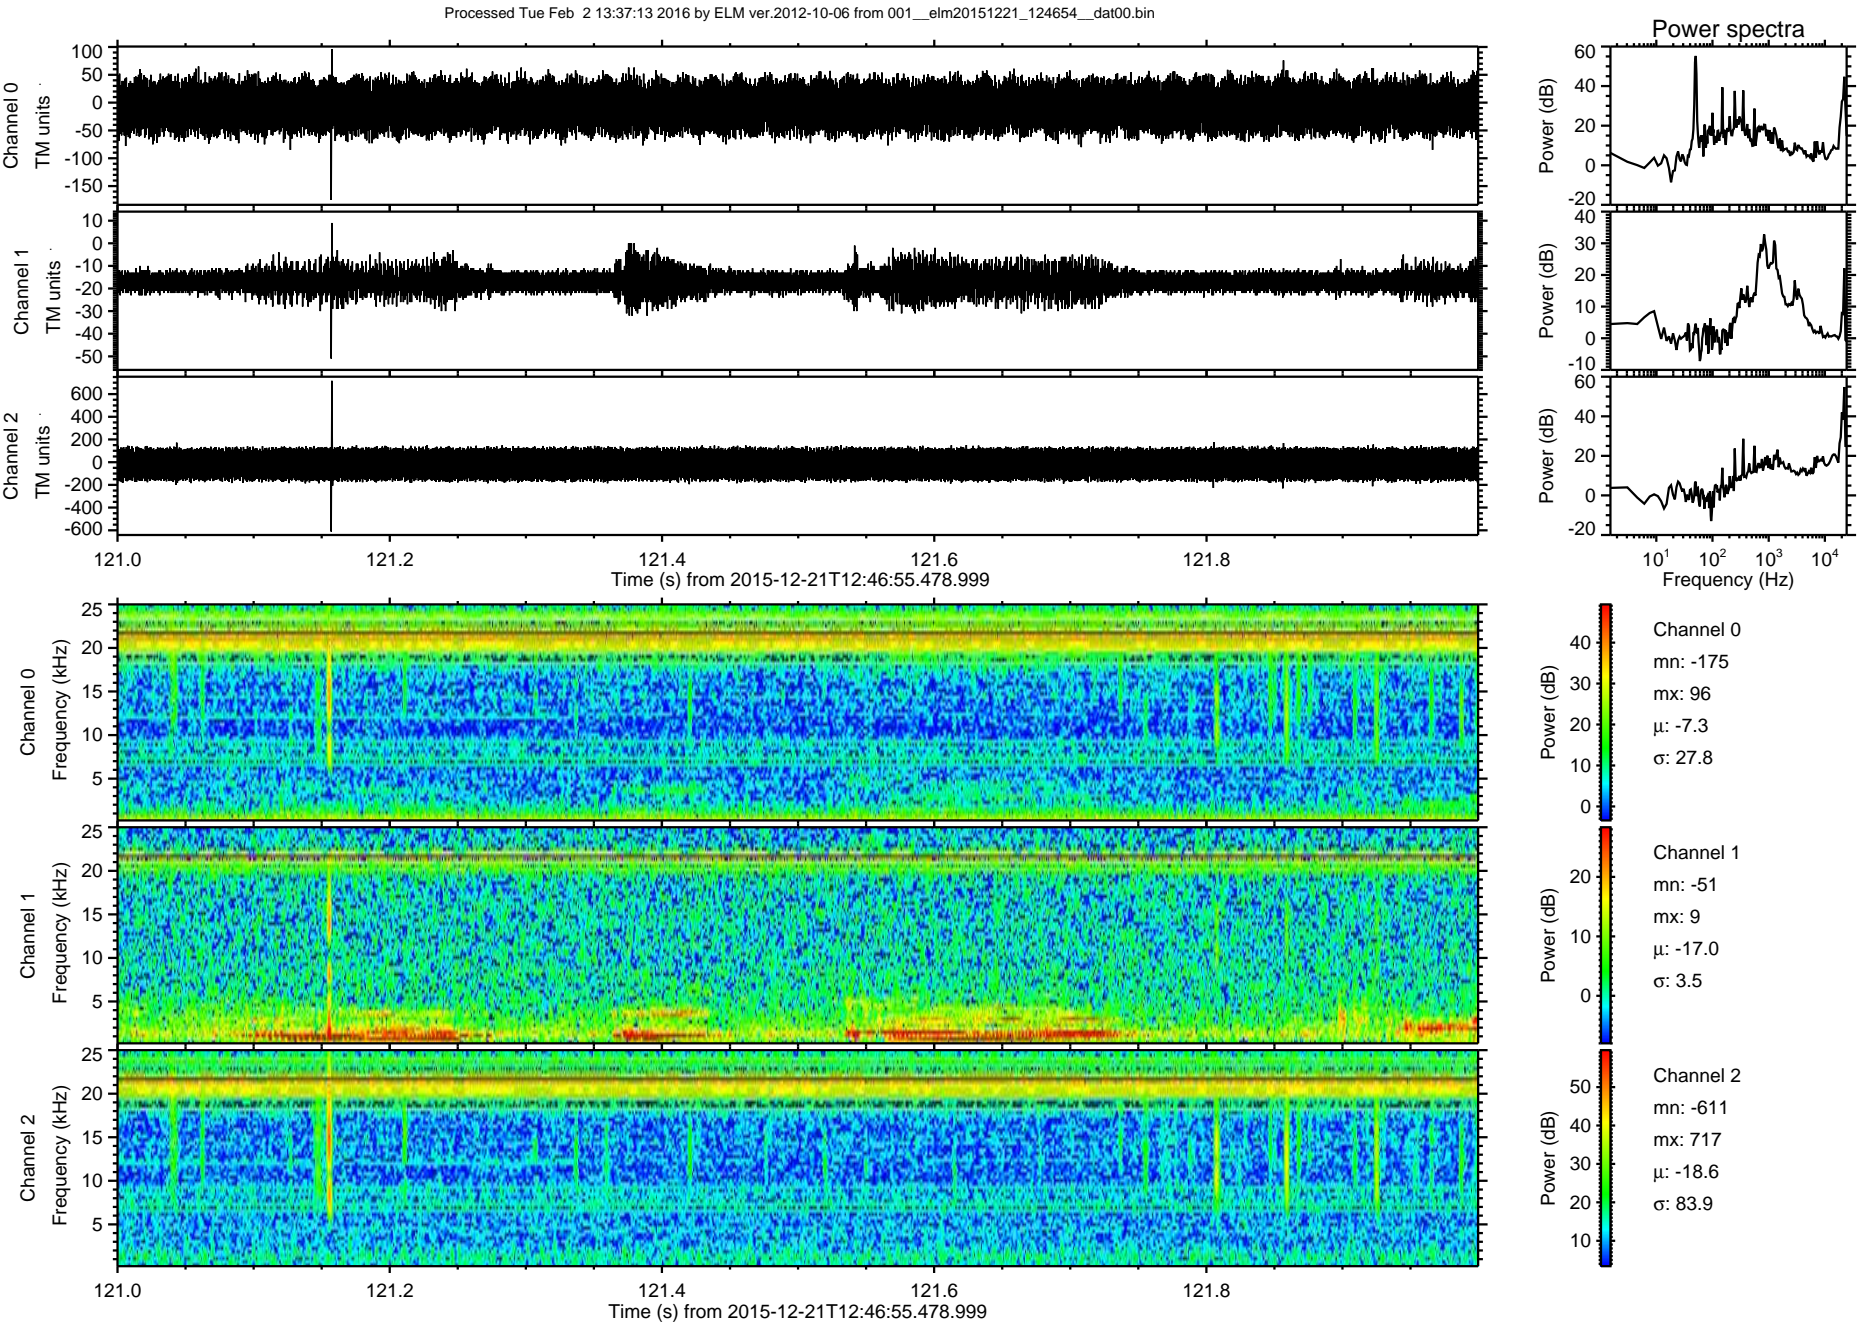 Processed Tue Feb  2 13:37:13 2016 by ELM ver.2012-10-06 from 001__elm20151221_124654__dat00.bin
Power spectra
Channel 0
TM units
100
50
0
-50
-100
-150
Power (dB)
60
40
20
0
-20
Channel 1
TM units
10
0
-10
-20
-30
-40
-50
Power (dB)
40
30
20
10
0
-10
Channel 2
TM units
600
400
200
0
-200
-400
-600
Power (dB)
60
40
20
0
-20
121.0 121.2 121.4 121.6 121.8
Time (s) from 2015-12-21T12:46:55.478.999
10¹ 10² 10³ 10⁴
Frequency (Hz)
Channel 0
Frequency (kHz)
25
20
15
10
5
Power (dB)
40
30
20
10
0
Channel 0
mn: -175
mx: 96
μ: -7.3
σ: 27.8
Channel 1
Frequency (kHz)
25
20
15
10
5
Power (dB)
20
10
0
Channel 1
mn: -51
mx: 9
μ: -17.0
σ: 3.5
Channel 2
Frequency (kHz)
25
20
15
10
5
Power (dB)
50
40
30
20
10
Channel 2
mn: -611
mx: 717
μ: -18.6
σ: 83.9
121.0 121.2 121.4 121.6 121.8
Time (s) from 2015-12-21T12:46:55.478.999